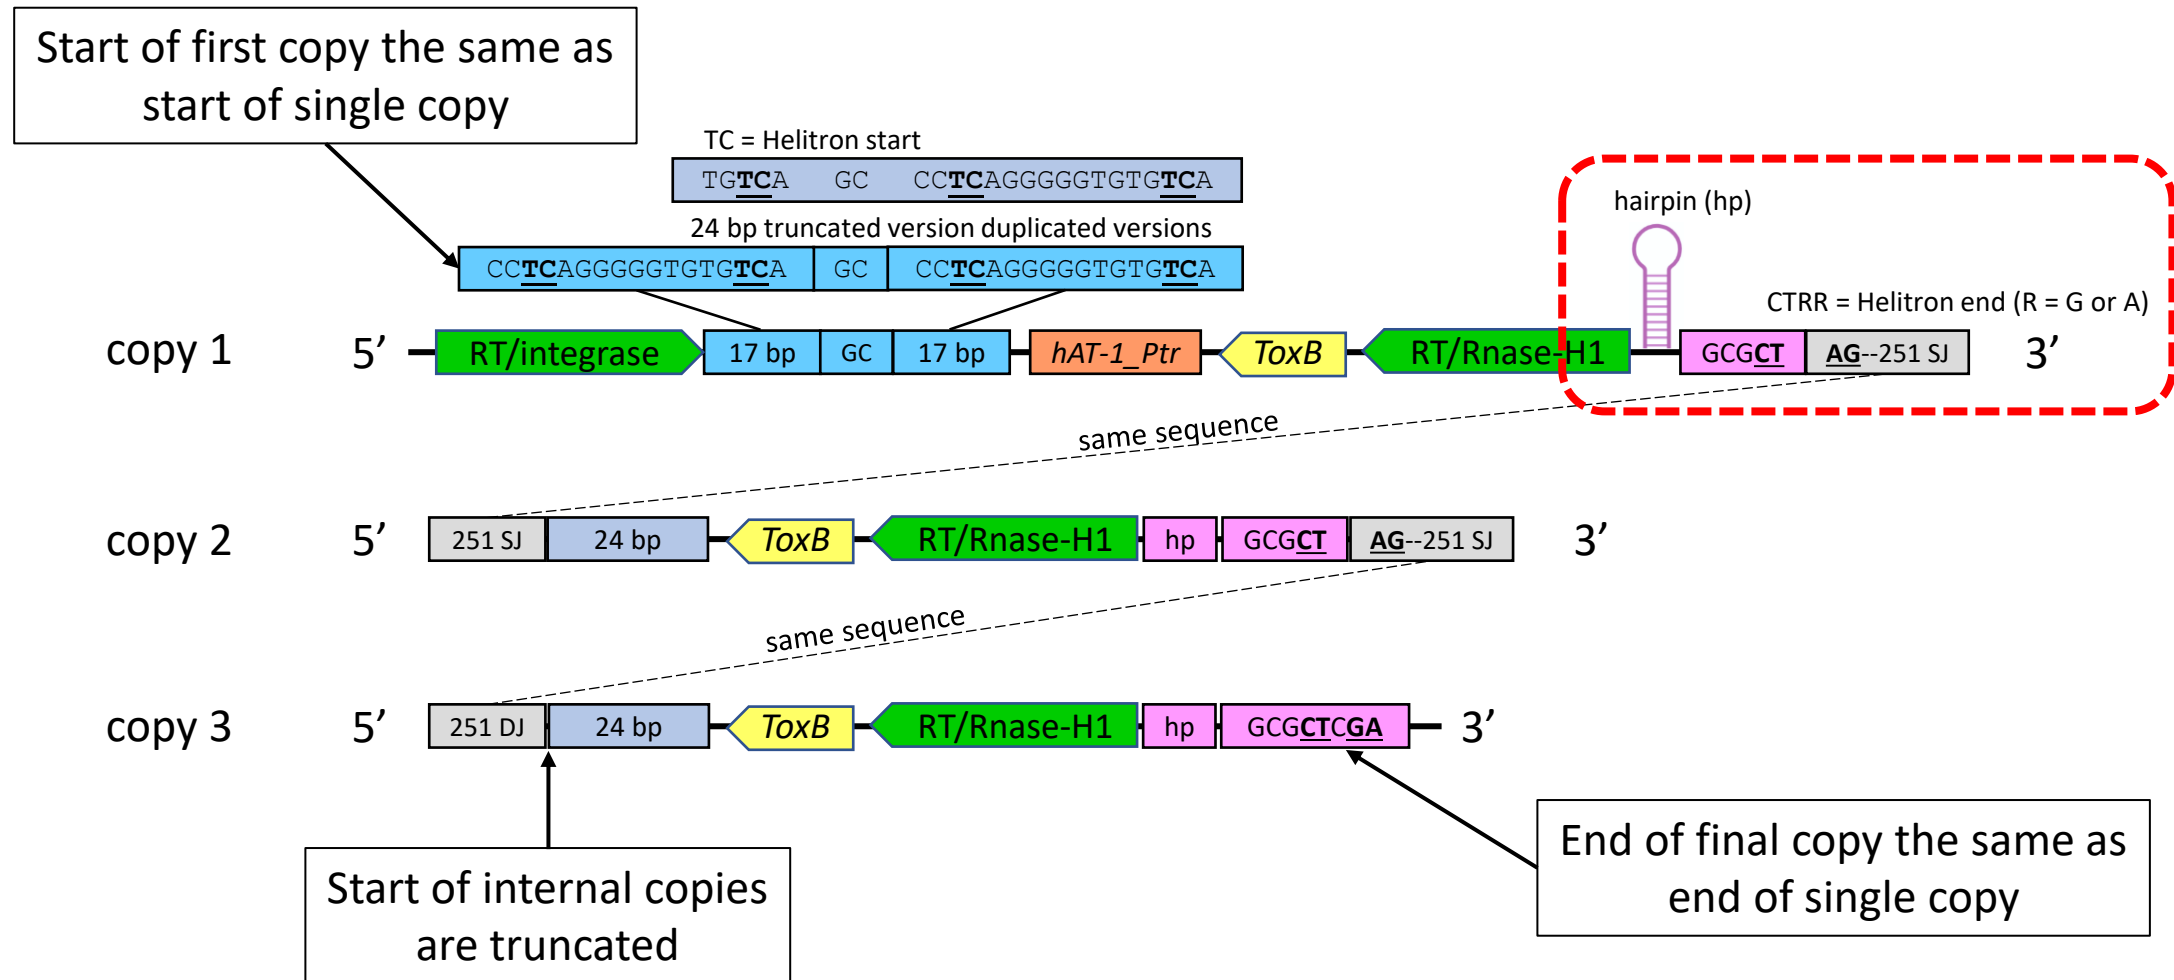 Start of first copy the same as
start of single copy
TC = Helitron start
TGTCA GC CCTCAGGGGGTGTGTCA
24 bp truncated version duplicated versions
CCTCAGGGGGTGTGTCA GC CCTCAGGGGGTGTGTCA
hairpin (hp)
CTRR = Helitron end (R = G or A)
copy 1 5’ RT/integrase 17 bp GC 17 bp hAT-1_Ptr ToxB RT/Rnase-H1 GCGCT AG--251 SJ 3’
same sequence
copy 2 5’ 251 SJ 24 bp ToxB RT/Rnase-H1 hp GCGCT AG--251 SJ 3’
same sequence
copy 3 5’ 251 DJ 24 bp ToxB RT/Rnase-H1 hp GCGCTCGA 3’
Start of internal copies
are truncated
End of final copy the same as
end of single copy